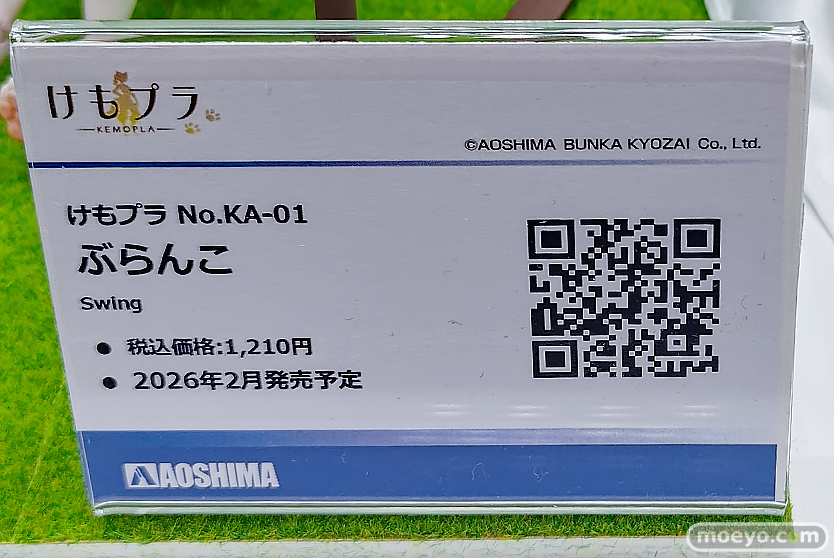 けもプラ
KEMOPLA
©AOSHIMA BUNKA KYOZAI Co., Ltd.
けもプラ No.KA-01
ぶらんこ
Swing
● 税込価格:1,210円
● 2026年2月発売予定
AOSHIMA
moeyo.com